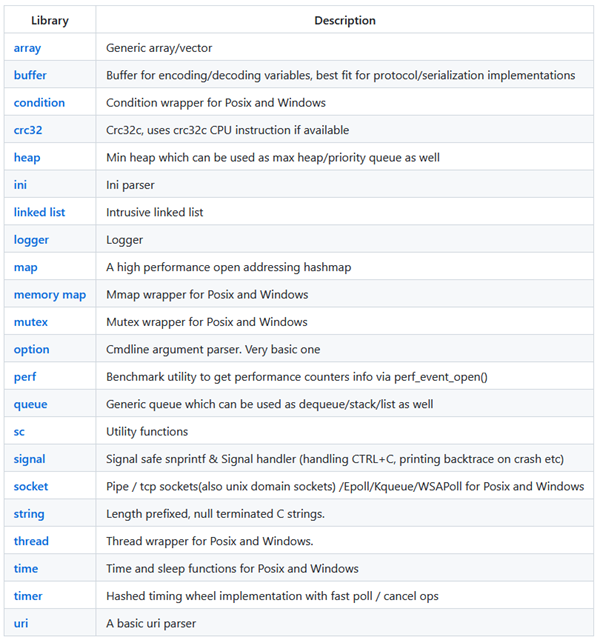 Library Description
array Generic array/vector
buffer Buffer for encoding/decoding variables, best fit for protocol/serialization implementations
condition Condition wrapper for Posix and Windows
crc32 Crc32c, uses crc32c CPU instruction if available
heap Min heap which can be used as max heap/priority queue as well
ini Ini parser
linked list Intrusive linked list
logger Logger
map A high performance open addressing hashmap
memory map Mmap wrapper for Posix and Windows
mutex Mutex wrapper for Posix and Windows
option Cmdline argument parser. Very basic one
perf Benchmark utility to get performance counters info via perf_event_open()
queue Generic queue which can be used as dequeue/stack/list as well
sc Utility functions
signal Signal safe snprintf & Signal handler (handling CTRL+C, printing backtrace on crash etc)
socket Pipe / tcp sockets(also unix domain sockets) /Epoll/Kqueue/WSAPoll for Posix and Windows
string Length prefixed, null terminated C strings.
thread Thread wrapper for Posix and Windows.
time Time and sleep functions for Posix and Windows
timer Hashed timing wheel implementation with fast poll / cancel ops
uri A basic uri parser